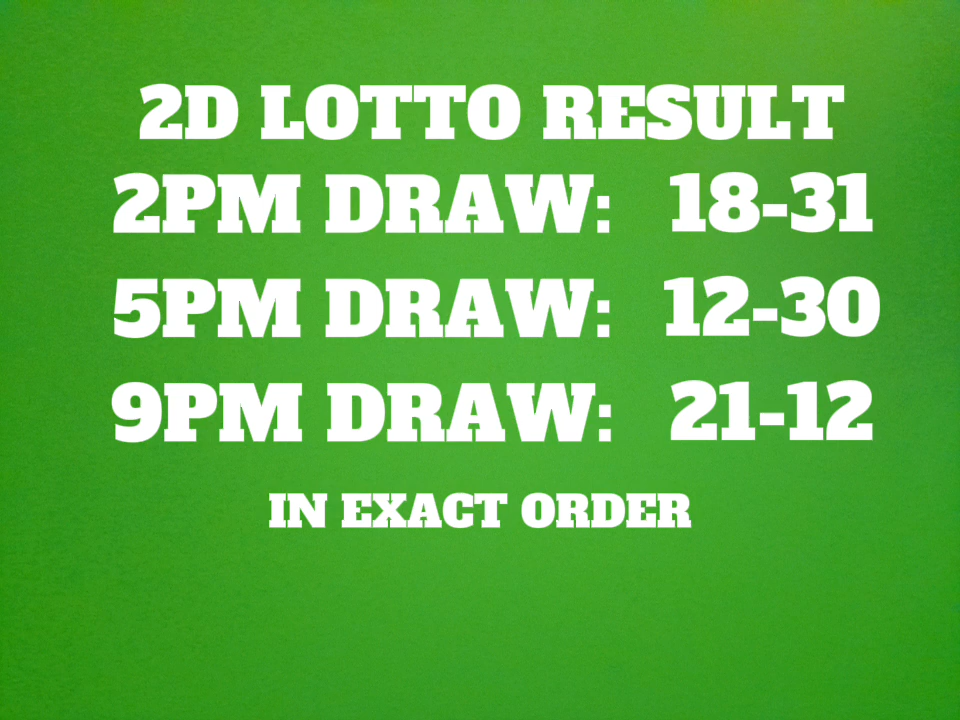 2D LOTTO RESULT
2PM DRAW: 18-31
5PM DRAW: 12-30
9PM DRAW: 21-12
IN EXACT ORDER